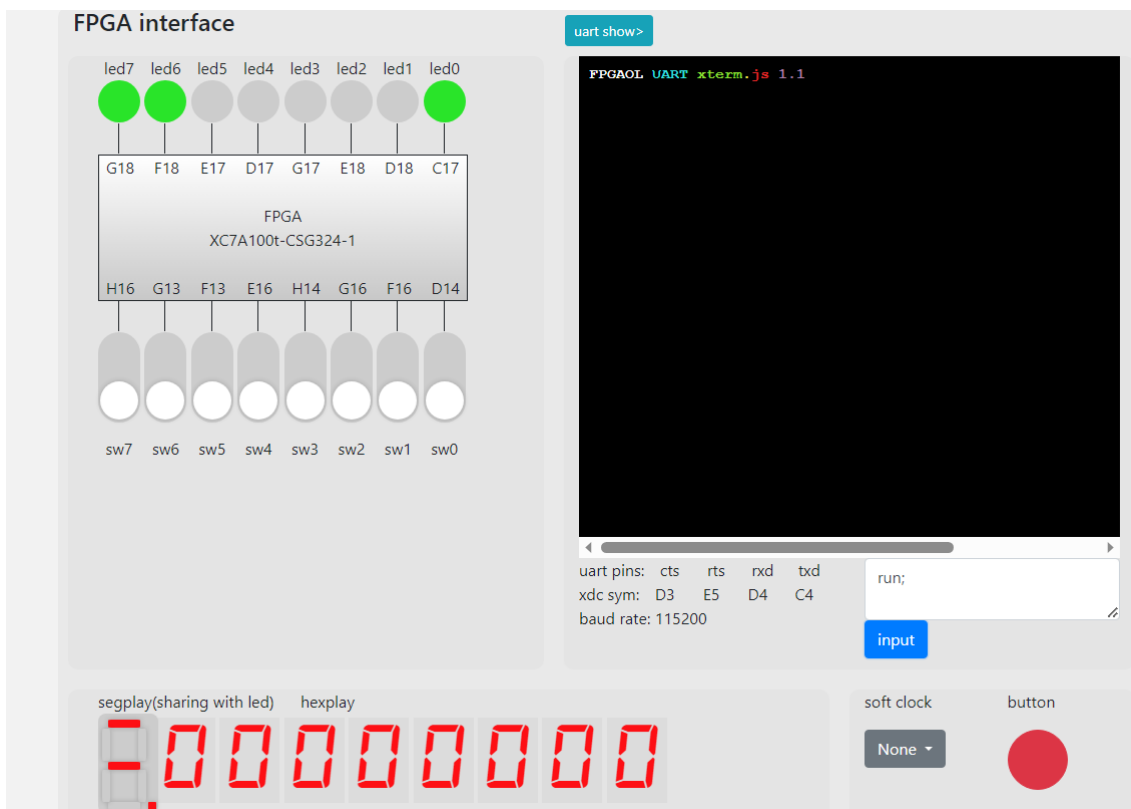 FPGA interface
uart show>
led7 led6 led5 led4 led3 led2 led1 led0
G18 F18 E17 D17 G17 E18 D18 C17
FPGA
XC7A100t-CSG324-1
H16 G13 F13 E16 H14 G16 F16 D14
sw7 sw6 sw5 sw4 sw3 sw2 sw1 sw0
FPGAOL UART xterm.js 1.1
uart pins: cts rts rxd txd
xdc sym: D3 E5 D4 C4
baud rate: 115200
run;
input
segplay(sharing with led) hexplay
00000000
soft clock
None
button